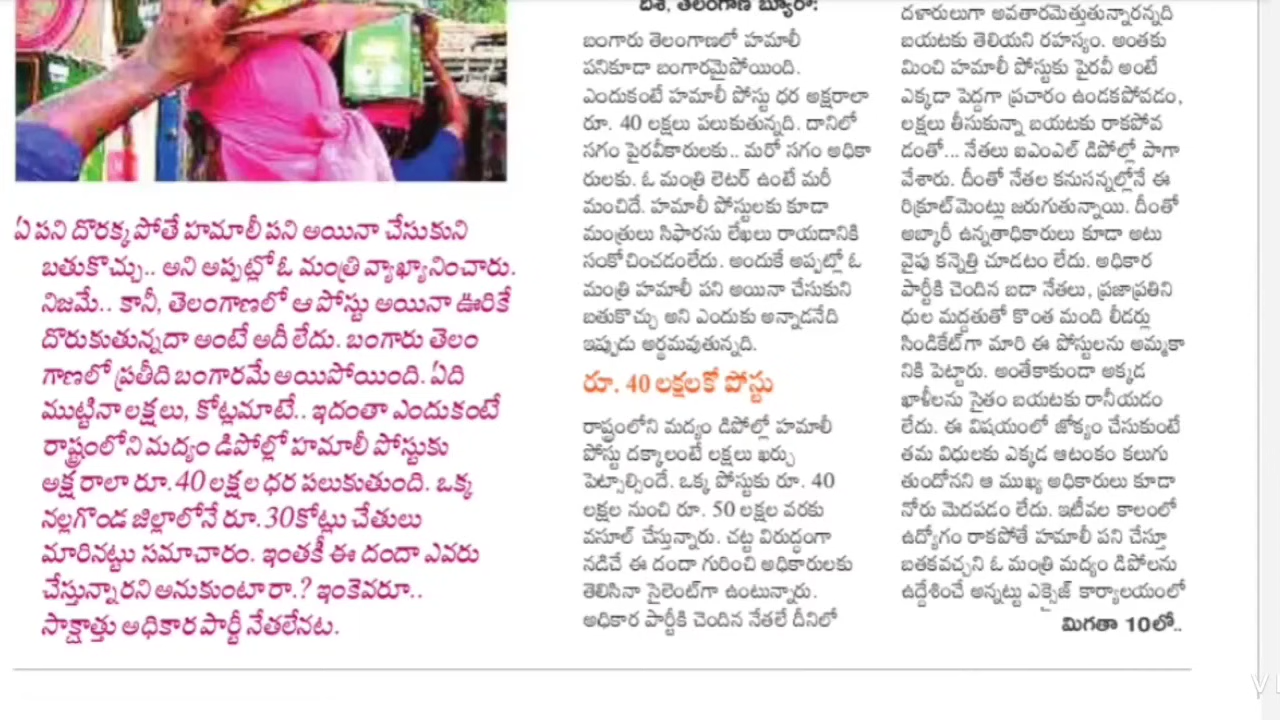 ఏ పని దొరక్క పోతే హమాలీ పని అయినా చేసుకుని
బతుకొచ్చు.. అని అప్పట్లో ఓ మంత్రి వ్యాఖ్యానించారు.
నిజమే.. కానీ, తెలంగాణలో ఆ పోస్టు అయినా ఊరికే
దొరుకుతున్నదా అంటే అదీ లేదు. బంగారు తెలం
గాణలో ప్రతీది బంగారమే అయిపోయింది. ఏది
ముట్టినా లక్షలు, కోట్లమాటే.. ఇదంతా ఎందుకంటే
రాష్ట్రంలోని మద్యం డిపోల్లో హమాలీ పోస్టుకు
అక్ష రాలా రూ. 40 లక్షల ధర పలుకుతుంది. ఒక్క
నల్లగొండ జిల్లాలోనే రూ. 30కోట్లు చేతులు
మారినట్టు సమాచారం. ఇంతకీ ఈ దందా ఎవరు
చేస్తున్నారని అనుకుంటారా.? ఇంకెవరూ..
సాక్షాత్తు అధికార పార్టీ నేతలేనట.
దిశ, తెలంగాణ బ్యూరో:
బంగారు తెలంగాణలో హమాలీ
పనికూడా బంగారమైపోయింది.
ఎందుకంటే హమాలీ పోస్టు ధర అక్షరాలా
రూ. 40 లక్షలు పలుకుతున్నది. దానిలో
సగం పైరవీకారులకు.. మరో సగం అధికా
రులకు. ఓ మంత్రి లెటర్ ఉంటే మరీ
మంచిదే. హమాలీ పోస్టులకు కూడా
మంత్రులు సిఫారసు లేఖలు రాయడానికి
సంకోచించడంలేదు. అందుకే అప్పట్లో ఓ
మంత్రి హమాలీ పని అయినా చేసుకుని
బతుకొచ్చు అని ఎందుకు అన్నాడనేది
ఇప్పుడు అర్థమవుతున్నది.
రూ. 40 లక్షలకో పోస్టు
రాష్ట్రంలోని మద్యం డిపోల్లో హమాలీ
పోస్టు దక్కాలంటే లక్షలు ఖర్చు
పెట్సాల్సిందే. ఒక్క పోస్టుకు రూ. 40
లక్షల నుంచి రూ. 50 లక్షల వరకు
వసూల్ చేస్తున్నారు. చట్ట విరుద్ధంగా
నడిచే ఈ దందా గురించి అధికారులకు
తెలిసినా సైలెంట్‌గా ఉంటున్నారు.
అధికార పార్టీకి చెందిన నేతలే దీనిలో
దళారులుగా అవతారమెత్తుతున్నారన్నది
బయటకు తెలియని రహస్యం. అంతకు
మించి హమాలీ పోస్టుకు పైరవీ అంటే
ఎక్కడా పెద్దగా ప్రచారం ఉండకపోవడం,
లక్షలు తీసుకున్నా బయటకు రాకపోవ
డంతో... నేతలు ఐఎంఎల్ డిపోల్లో పాగా
వేశారు. దీంతో నేతల కనుసన్నల్లోనే ఈ
రిక్రూట్‌మెంట్లు జరుగుతున్నాయి. దీంతో
అబ్కారీ ఉన్నతాధికారులు కూడా అటు
వైపు కన్నెత్తి చూడటం లేదు. అధికార
పార్టీకి చెందిన బడా నేతలు, ప్రజాప్రతిని
ధుల మద్దతుతో కొంత మంది లీడర్లు
సిండికేట్‌గా మారి ఈ పోస్టులను అమ్మకా
నికి పెట్టారు. అంతేకాకుండా అక్కడ
ఖాళీలను సైతం బయటకు రానీయడం
లేదు. ఈ విషయంలో జోక్యం చేసుకుంటే
తమ విధులకు ఎక్కడ ఆటంకం కలుగు
తుందోనని ఆ ముఖ్య అధికారులు కూడా
నోరు మెదపడం లేదు. ఇటీవల కాలంలో
ఉద్యోగం రాకపోతే హమాలీ పని చేస్తూ
బతకవచ్చని ఓ మంత్రి మద్యం డిపోలను
ఉద్దేశించే అన్నట్టు ఎక్సైజ్ కార్యాలయంలో
మిగతా 10లో..